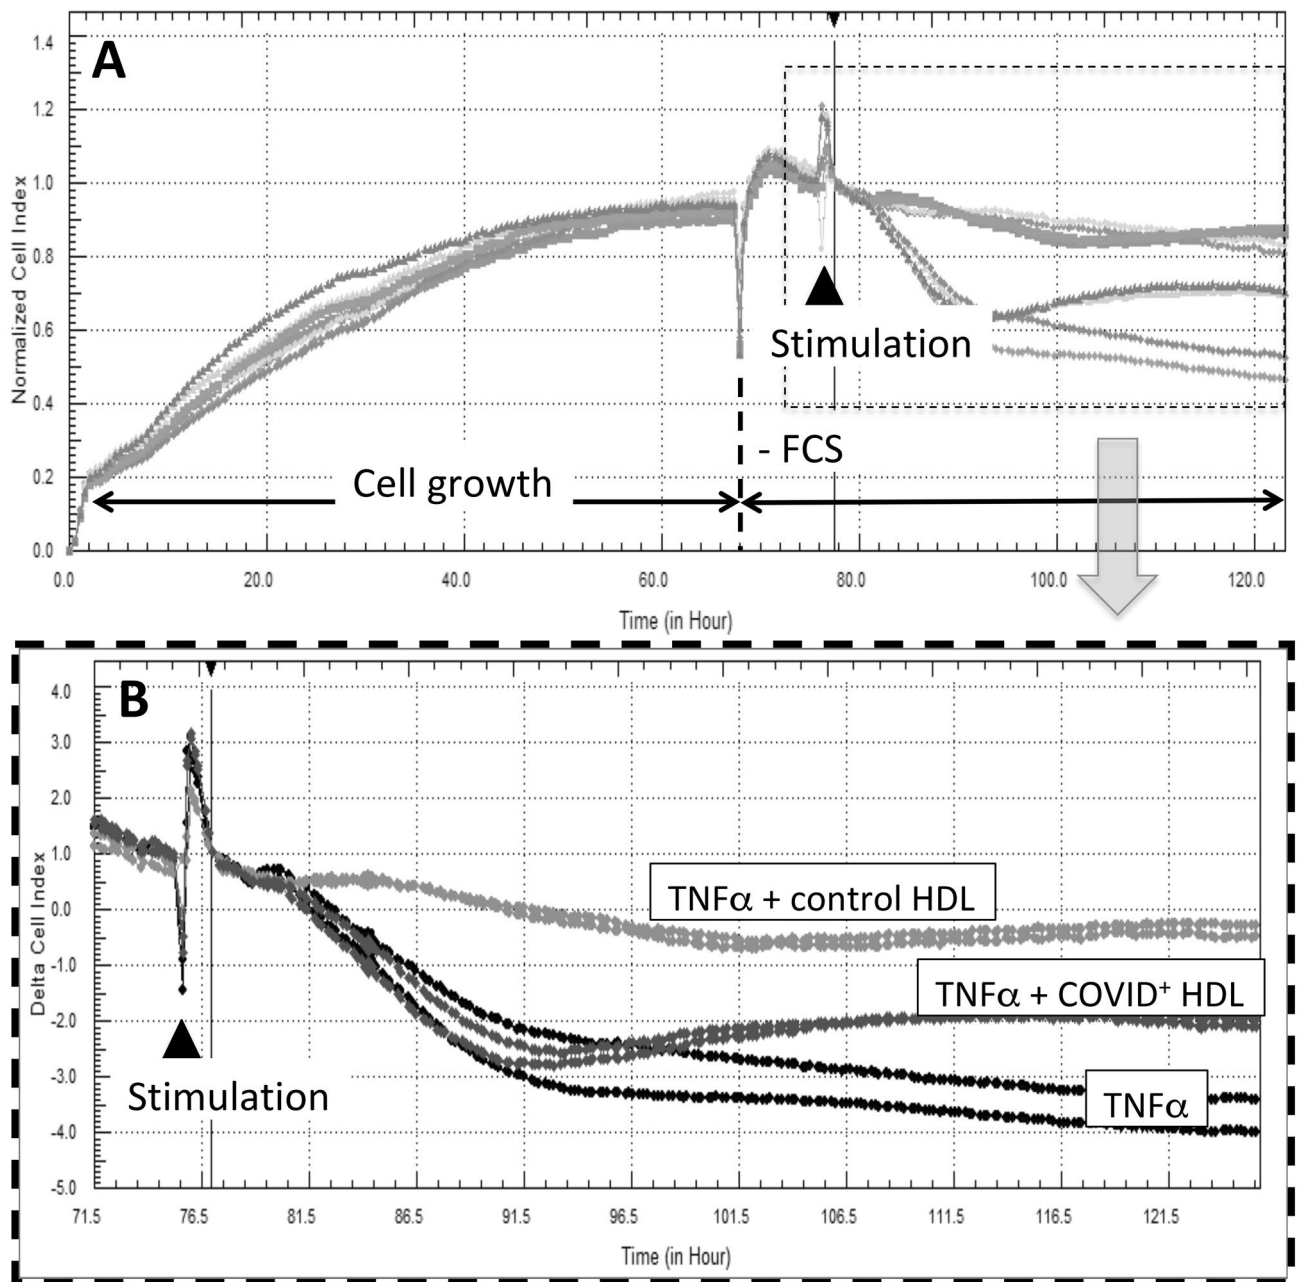 A
1.4
1.2
1.0
0.8
0.6
0.4
0.2
0.0
Normalized Cell Index
Stimulation
- FCS
Cell growth
0.0 20.0 40.0 60.0 80.0 100.0 120.0
Time (in Hour)
B
4.0
3.0
2.0
1.0
0.0
-1.0
-2.0
-3.0
-4.0
-5.0
Delta Cell Index
TNFα + control HDL
TNFα + COVID⁺ HDL
TNFα
Stimulation
71.5 76.5 81.5 86.5 91.5 96.5 101.5 106.5 111.5 116.5 121.5
Time (in Hour)